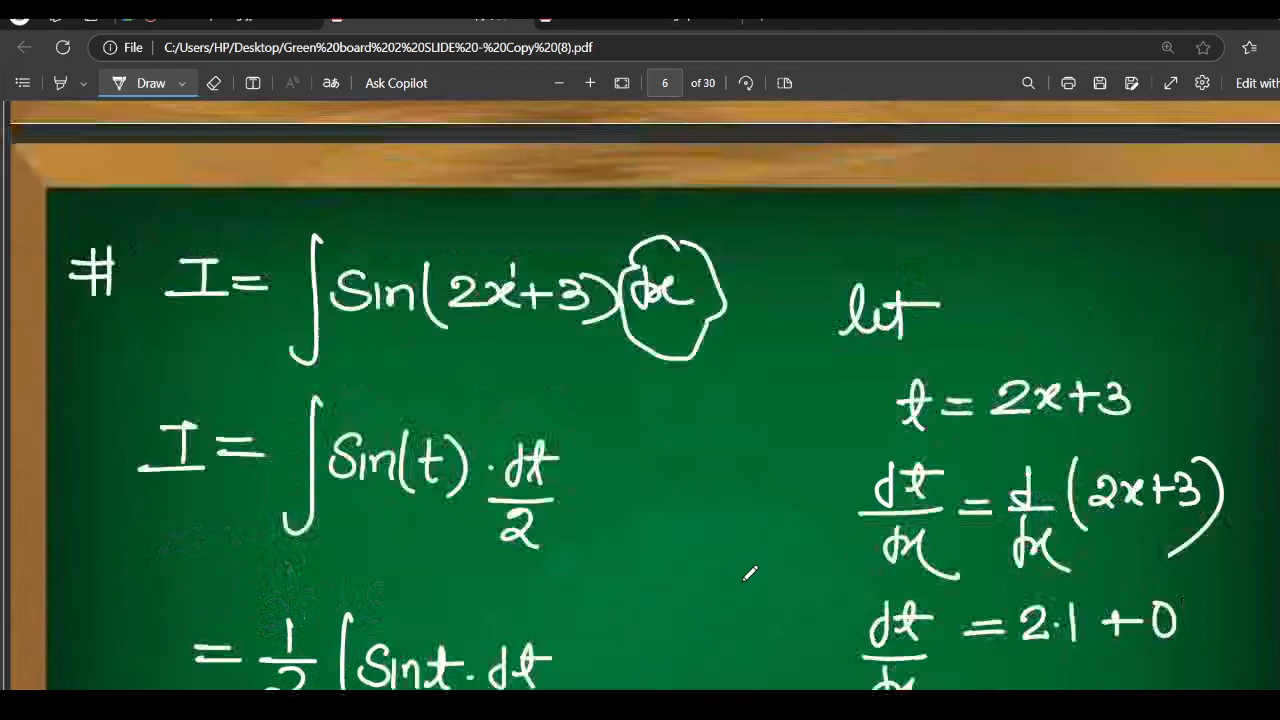 File C:/Users/HP/Desktop/Green%20board%202%20SLIDE%20-%20Copy%20(8).pdf
Draw Ask Copilot 6 of 30 Edit with
# I = ∫ Sin(2x¹+3) dx
let
t = 2x+3
I = ∫ Sin(t) · dt/2
dt/dx = d/dx (2x+3)
dt/dx = 2·1 + 0
= 1/2 ∫ Sint · dt